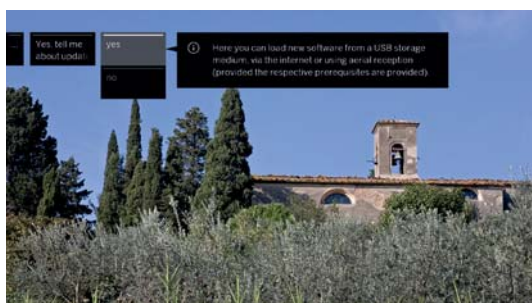 Yes, tell me
about updat
yes
no
Here you can load new software from a USB storage
medium, via the internet or using aerial reception
(provided the respective prerequisites are provided).